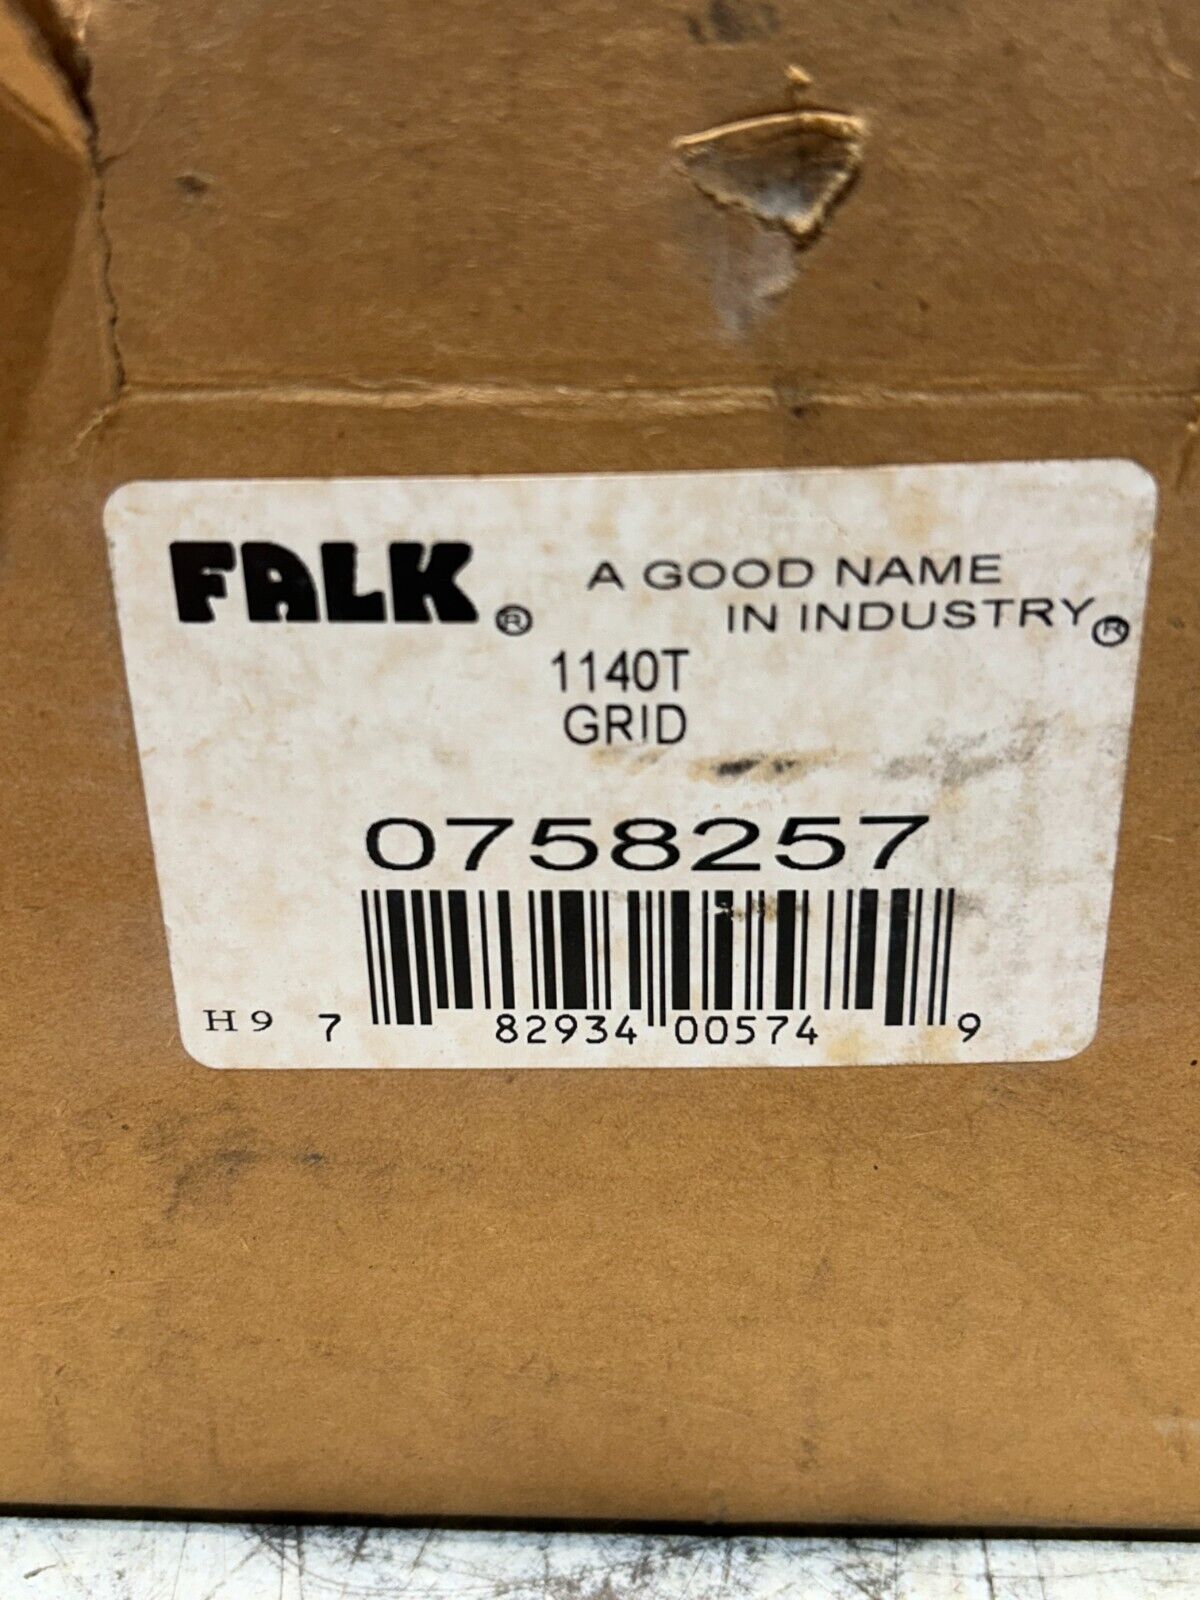 FALK® A GOOD NAME
IN INDUSTRY®
1140T
GRID
0758257
H9 7 82934 00574 9